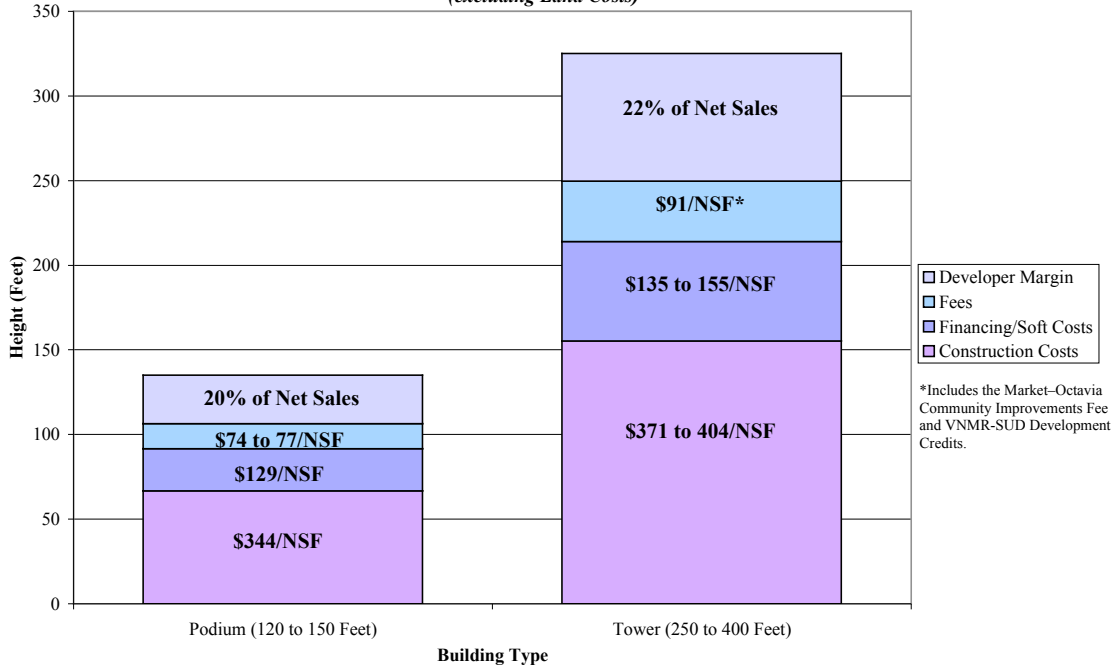 (excluding Land Costs)
350
300
250
200
150
100
50
0
Height (Feet)
22% of Net Sales
$91/NSF*
$135 to 155/NSF
$371 to 404/NSF
20% of Net Sales
$74 to 77/NSF
$129/NSF
$344/NSF
Podium (120 to 150 Feet)
Tower (250 to 400 Feet)
Building Type
Developer Margin
Fees
Financing/Soft Costs
Construction Costs
*Includes the Market–Octavia
Community Improvements Fee
and VNMR-SUD Development
Credits.